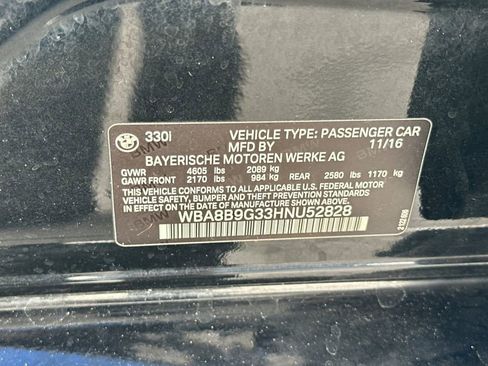 330i VEHICLE TYPE: PASSENGER CAR
MFD BY 11/16
BAYERISCHE MOTOREN WERKE AG
GVWR 4605 lbs 2089 kg
GAWR FRONT 2170 lbs 984 kg REAR 2580 lbs 1170 kg
THIS VEHICLE CONFORMS TO ALL APPLICABLE U.S. FEDERAL MOTOR
VEHICLE SAFETY, BUMPER AND THEFT PREVENTION
STANDARDS IN EFFECT ON THE DATE OF MANUFACTURE SHOWN ABOVE.
WBA8B9G33HNU52828